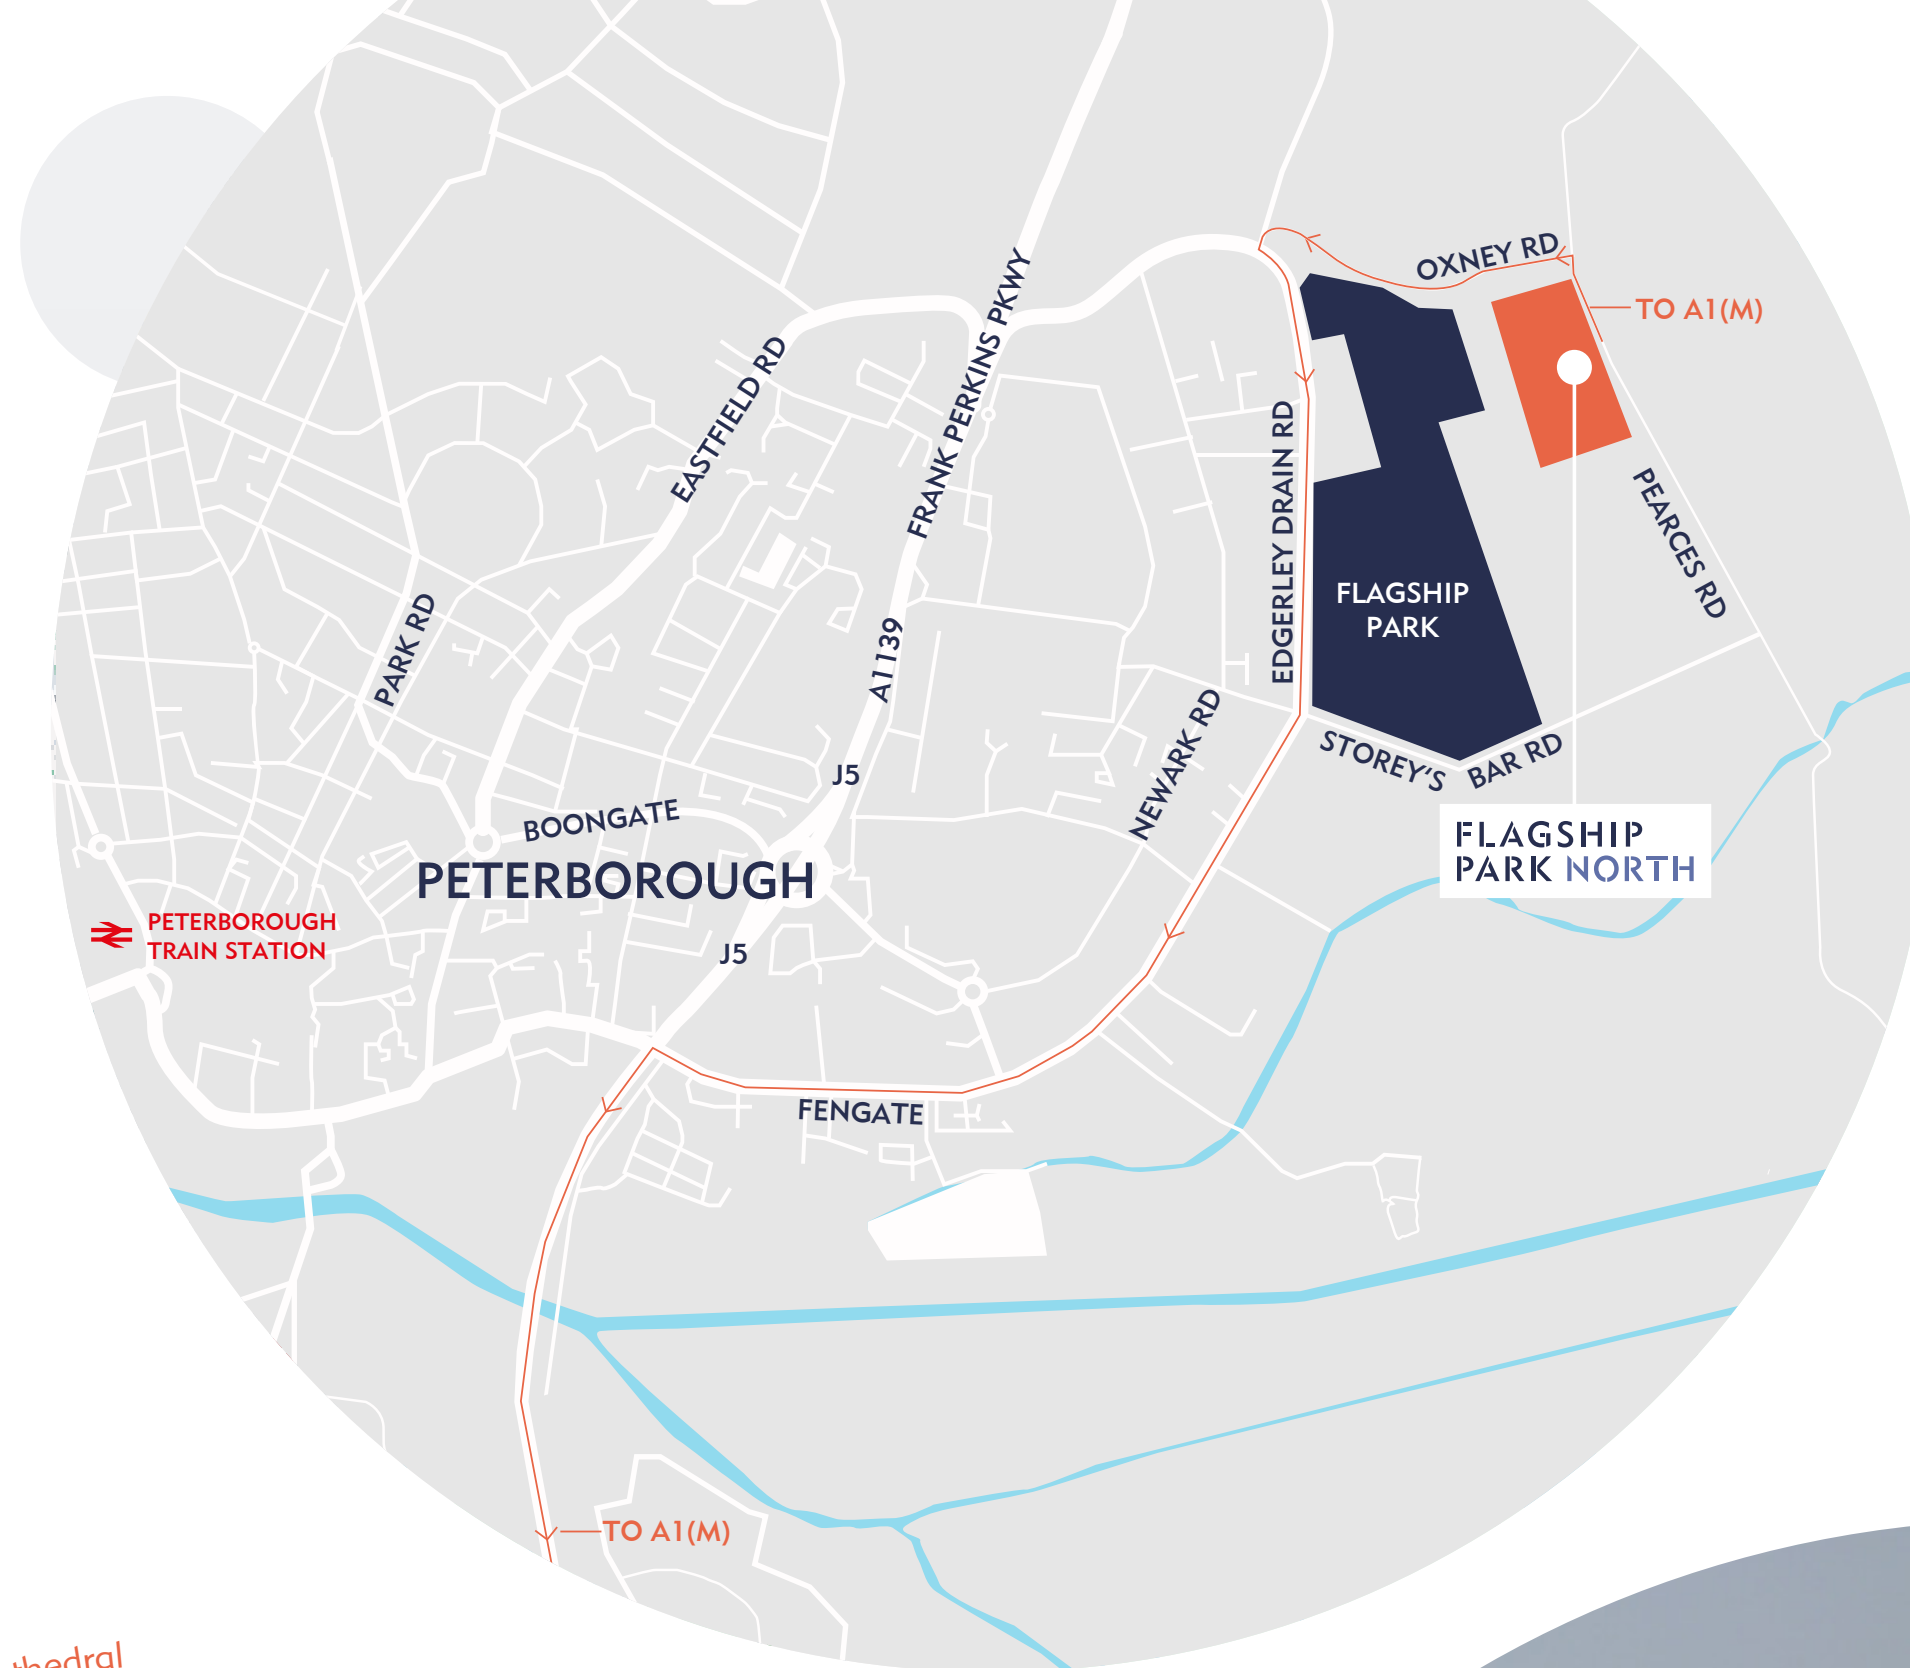 OXNEY RD
TO A1(M)
FRANK PERKINS PKWY
EASTFIELD RD
EDGERLEY DRAIN RD
PEARCES RD
FLAGSHIP
PARK
PARK RD
A1139
NEWARK RD
STOREY'S
BAR RD
J5
BOONGATE
PETERBOROUGH
FLAGSHIP
PARK NORTH
PETERBOROUGH
TRAIN STATION
J5
FENGATE
TO A1(M)